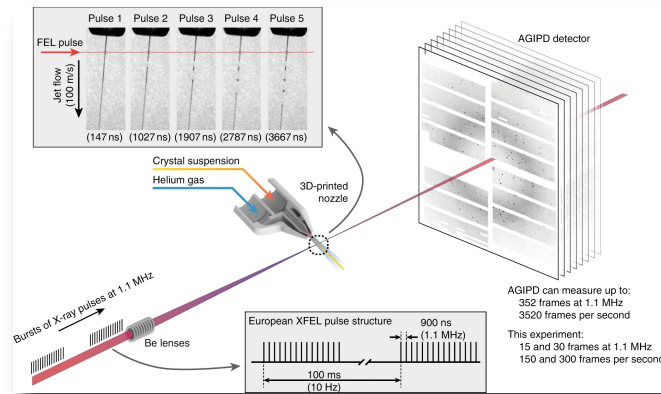 Pulse 1 Pulse 2 Pulse 3 Pulse 4 Pulse 5
FEL pulse
Jet flow
(100 m/s)
(147 ns) (1027 ns) (1907 ns) (2787 ns) (3667 ns)
AGIPD detector
Crystal suspension
Helium gas
3D-printed
nozzle
Bursts of X-ray pulses at 1.1 MHz
Be lenses
European XFEL pulse structure
900 ns
(1.1 MHz)
100 ms
(10 Hz)
AGIPD can measure up to:
352 frames at 1.1 MHz
3520 frames per second
This experiment:
15 and 30 frames at 1.1 MHz
150 and 300 frames per second